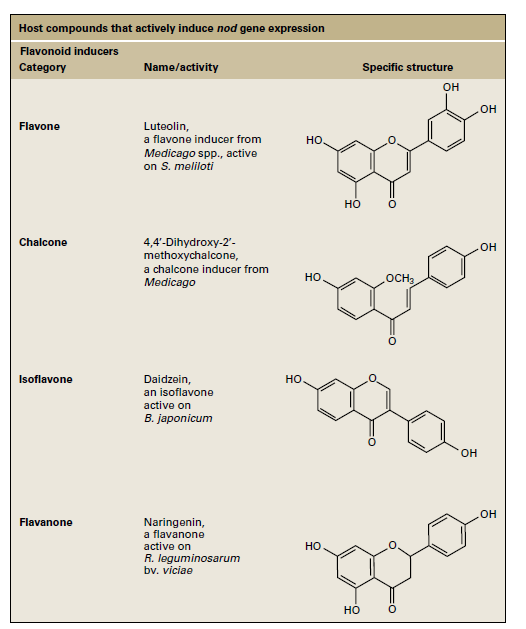 Host compounds that actively induce nod gene expression
Flavonoid inducers
Category Name/activity Specific structure
Flavone
Luteolin,
a flavone inducer from
Medicago spp., active
on S. meliloti
OH
OH
HO
O
HO
O
Chalcone
4,4′-Dihydroxy-2′-
methoxychalcone,
a chalcone inducer from
Medicago
OH
HO
OCH3
O
Isoflavone
Daidzein,
an isoflavone
active on
B. japonicum
HO
O
O
OH
Flavanone
Naringenin,
a flavanone
active on
R. leguminosarum
bv. viciae
OH
HO
O
HO
O